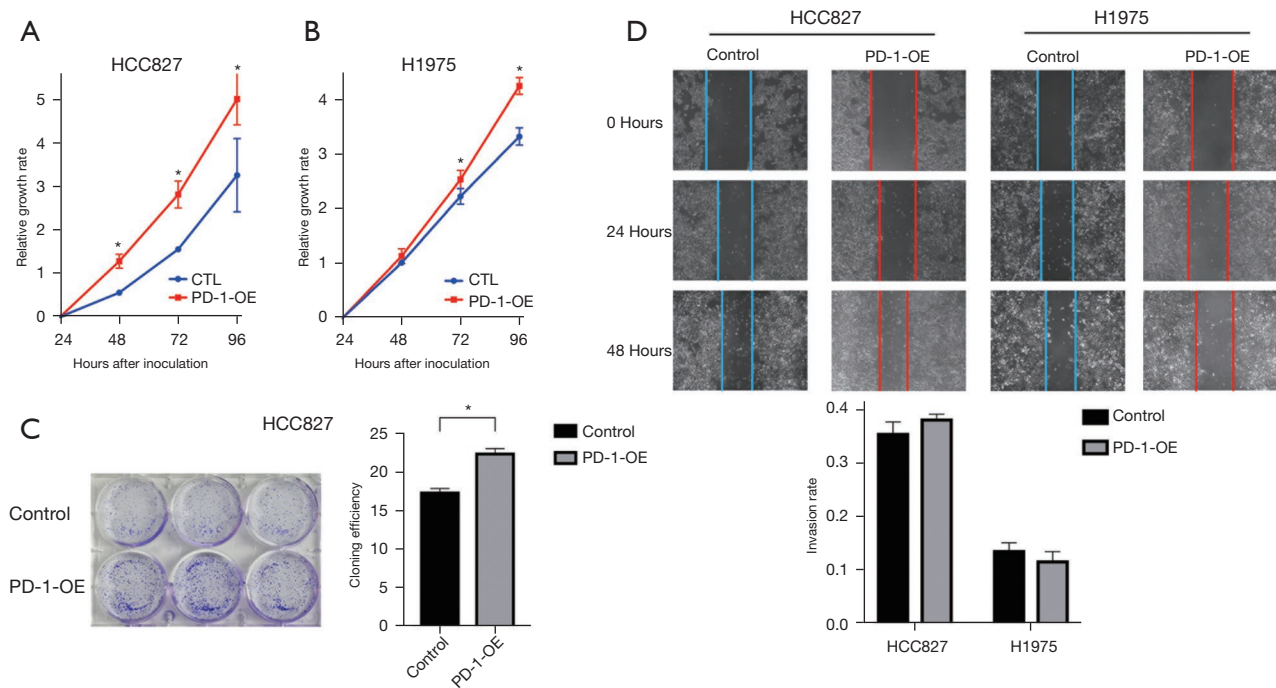 A
HCC827
Relative growth rate
5
4
3
2
1
0
*
*
*
CTL
PD-1-OE
24
48
72
96
Hours after inoculation
B
H1975
Relative growth rate
4
3
2
1
0
*
*
CTL
PD-1-OE
24
48
72
96
Hours after inoculation
C
HCC827
Control
PD-1-OE
Cloning efficiency
25
20
15
10
5
0
*
Control
PD-1-OE
Control
PD-1-OE
D
HCC827
H1975
Control
PD-1-OE
Control
PD-1-OE
0 Hours
24 Hours
48 Hours
Invasion rate
0.4
0.3
0.2
0.1
0.0
Control
PD-1-OE
HCC827
H1975